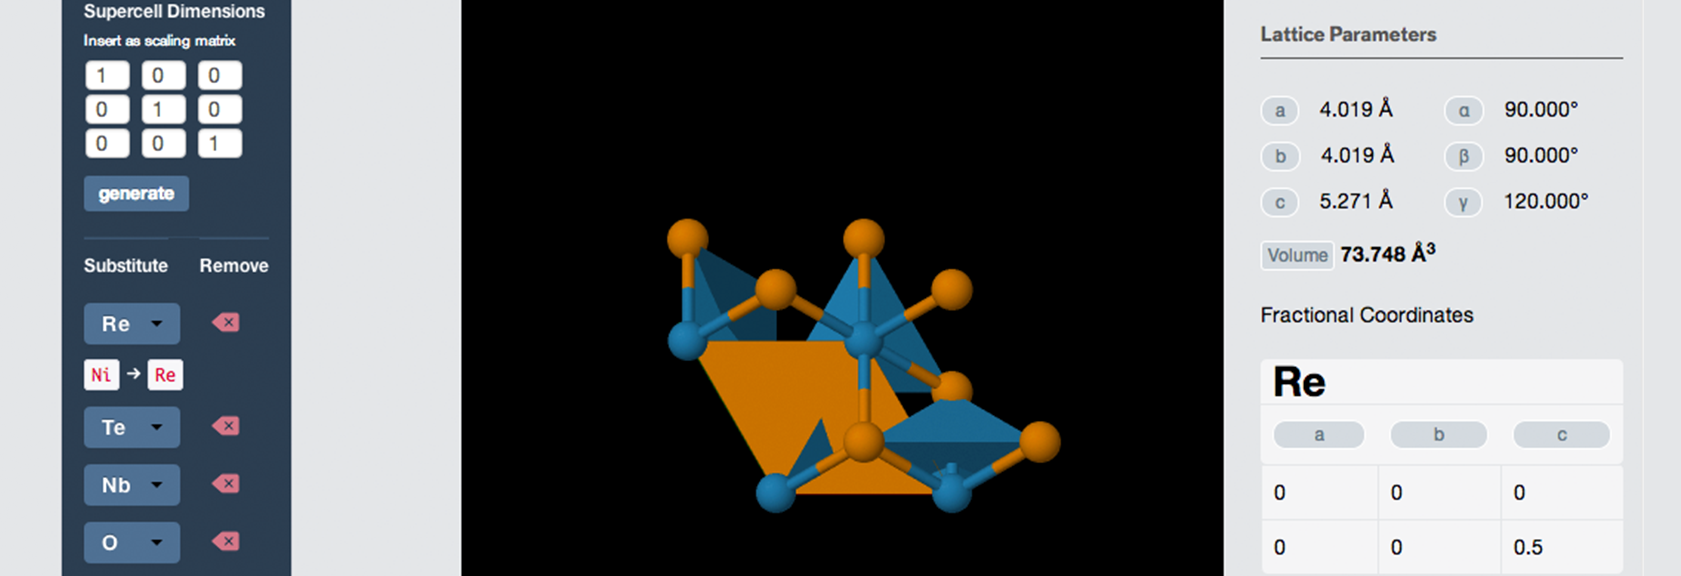 Supercell Dimensions
Insert as scaling matrix
1 0 0
0 1 0
0 0 1
generate
Substitute Remove
Re
Ni → Re
Te
Nb
O
Lattice Parameters
a 4.019 Å α 90.000°
b 4.019 Å β 90.000°
c 5.271 Å γ 120.000°
Volume 73.748 Å³
Fractional Coordinates
Re
a b c
0 0 0
0 0 0.5